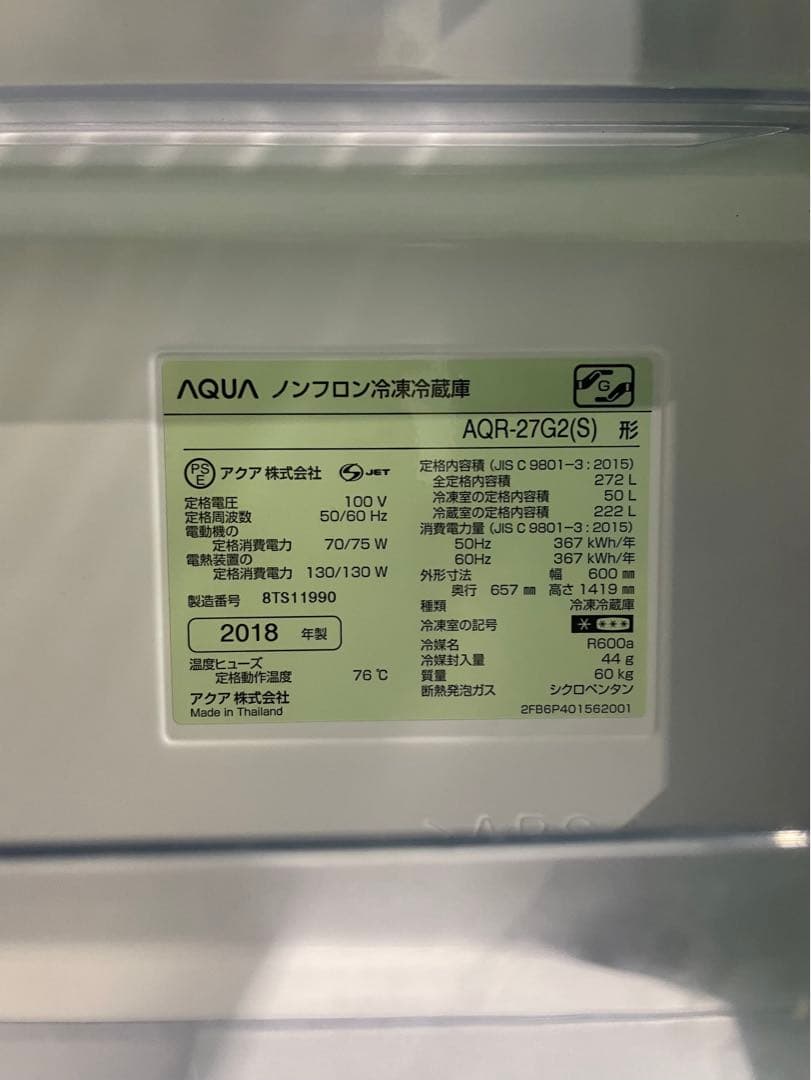 AQUA ノンフロン冷凍冷蔵庫
G
AQR-27G2(S) 形
PS E アクア 株式会社 S JET
定格電圧 100 V
定格周波数 50/60 Hz
電動機の
定格消費電力 70/75 W
電熱装置の
定格消費電力 130/130 W
製造番号 8TS11990
2018 年製
温度ヒューズ
定格動作温度 76 ℃
アクア 株式会社
Made in Thailand
定格内容積 (JIS C 9801-3 : 2015)
全定格内容積 272 L
冷凍室の定格内容積 50 L
冷蔵室の定格内容積 222 L
消費電力量 (JIS C 9801-3 : 2015)
50Hz 367 kWh/年
60Hz 367 kWh/年
外形寸法 幅 600 ㎜
奥行 657 ㎜ 高さ 1419 ㎜
種類 冷凍冷蔵庫
冷凍室の記号
冷媒名 R600a
冷媒封入量 44 g
質量 60 kg
断熱発泡ガス シクロペンタン
2FB6P401562001
>ABS